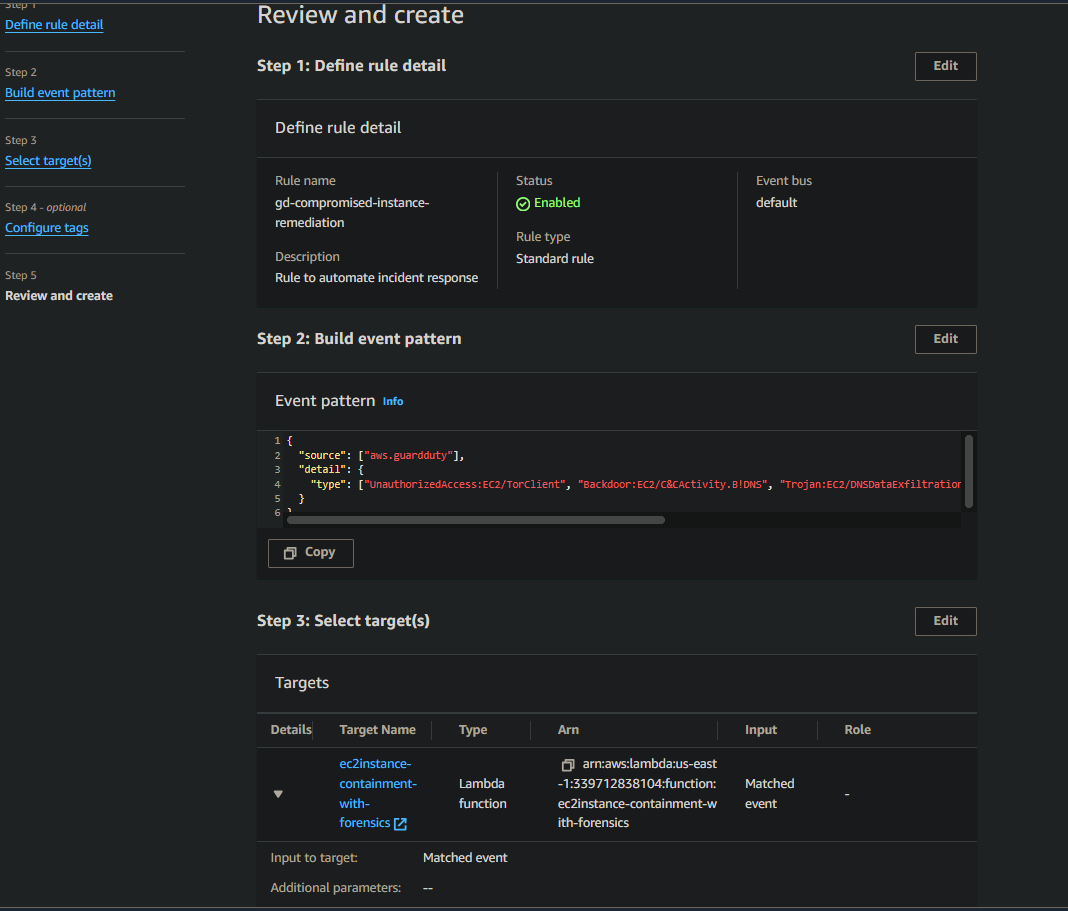 Step 1
Define rule detail
Step 2
Build event pattern
Step 3
Select target(s)
Step 4 - optional
Configure tags
Step 5
Review and create
Review and create
Step 1: Define rule detail
Edit
Define rule detail
Rule name
gd-compromised-instance-
remediation
Description
Rule to automate incident response
Status
Enabled
Rule type
Standard rule
Event bus
default
Step 2: Build event pattern
Edit
Event pattern Info
1 {
2 "source": ["aws.guardduty"],
3 "detail": {
4 "type": ["UnauthorizedAccess:EC2/TorClient", "Backdoor:EC2/C&CActivity.B!DNS", "Trojan:EC2/DNSDataExfiltration
5 }
6 }
Copy
Step 3: Select target(s)
Edit
Targets
Details Target Name Type Arn Input Role
ec2instance-
containment-
with-
forensics
Lambda
function
arn:aws:lambda:us-east
-1:339712838104:function:
ec2instance-containment-w
ith-forensics
Matched
event
-
Input to target: Matched event
Additional parameters: --